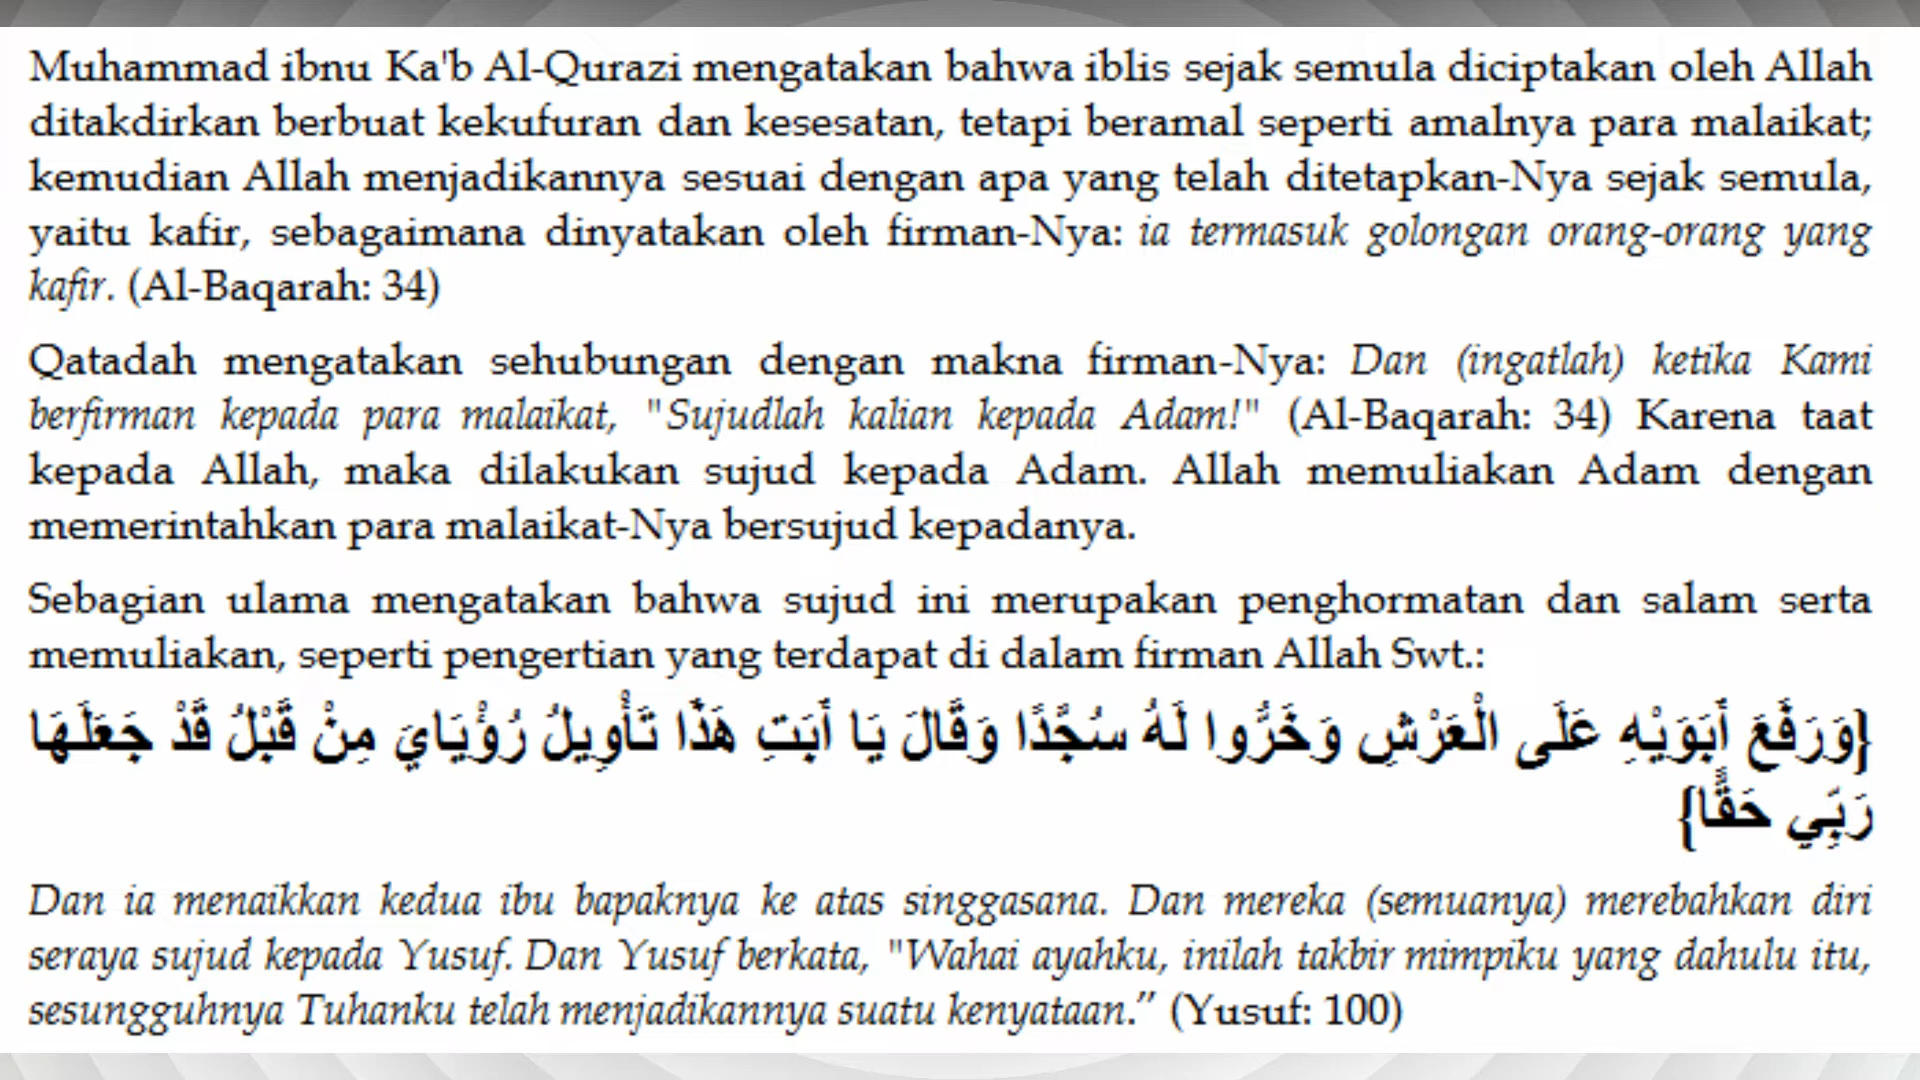 Muhammad ibnu Ka'b Al-Qurazi mengatakan bahwa iblis sejak semula diciptakan oleh Allah
ditakdirkan berbuat kekufuran dan kesesatan, tetapi beramal seperti amalnya para malaikat;
kemudian Allah menjadikannya sesuai dengan apa yang telah ditetapkan-Nya sejak semula,
yaitu kafir, sebagaimana dinyatakan oleh firman-Nya: ia termasuk golongan orang-orang yang
kafir. (Al-Baqarah: 34)
Qatadah mengatakan sehubungan dengan makna firman-Nya: Dan (ingatlah) ketika Kami
berfirman kepada para malaikat, "Sujudlah kalian kepada Adam!" (Al-Baqarah: 34) Karena taat
kepada Allah, maka dilakukan sujud kepada Adam. Allah memuliakan Adam dengan
memerintahkan para malaikat-Nya bersujud kepadanya.
Sebagian ulama mengatakan bahwa sujud ini merupakan penghormatan dan salam serta
memuliakan, seperti pengertian yang terdapat di dalam firman Allah Swt.:
{وَرَفَعَ أَبَوَيْهِ عَلَى الْعَرْشِ وَخَرُّوا لَهُ سُجَّدًا وَقَالَ يَا أَبَتِ هَذَا تَأْوِيلُ رُؤْيَايَ مِنْ قَبْلُ قَدْ جَعَلَهَا
رَبِّي حَقًّا}
Dan ia menaikkan kedua ibu bapaknya ke atas singgasana. Dan mereka (semuanya) merebahkan diri
seraya sujud kepada Yusuf. Dan Yusuf berkata, "Wahai ayahku, inilah takbir mimpiku yang dahulu itu,
sesungguhnya Tuhanku telah menjadikannya suatu kenyataan.” (Yusuf: 100)